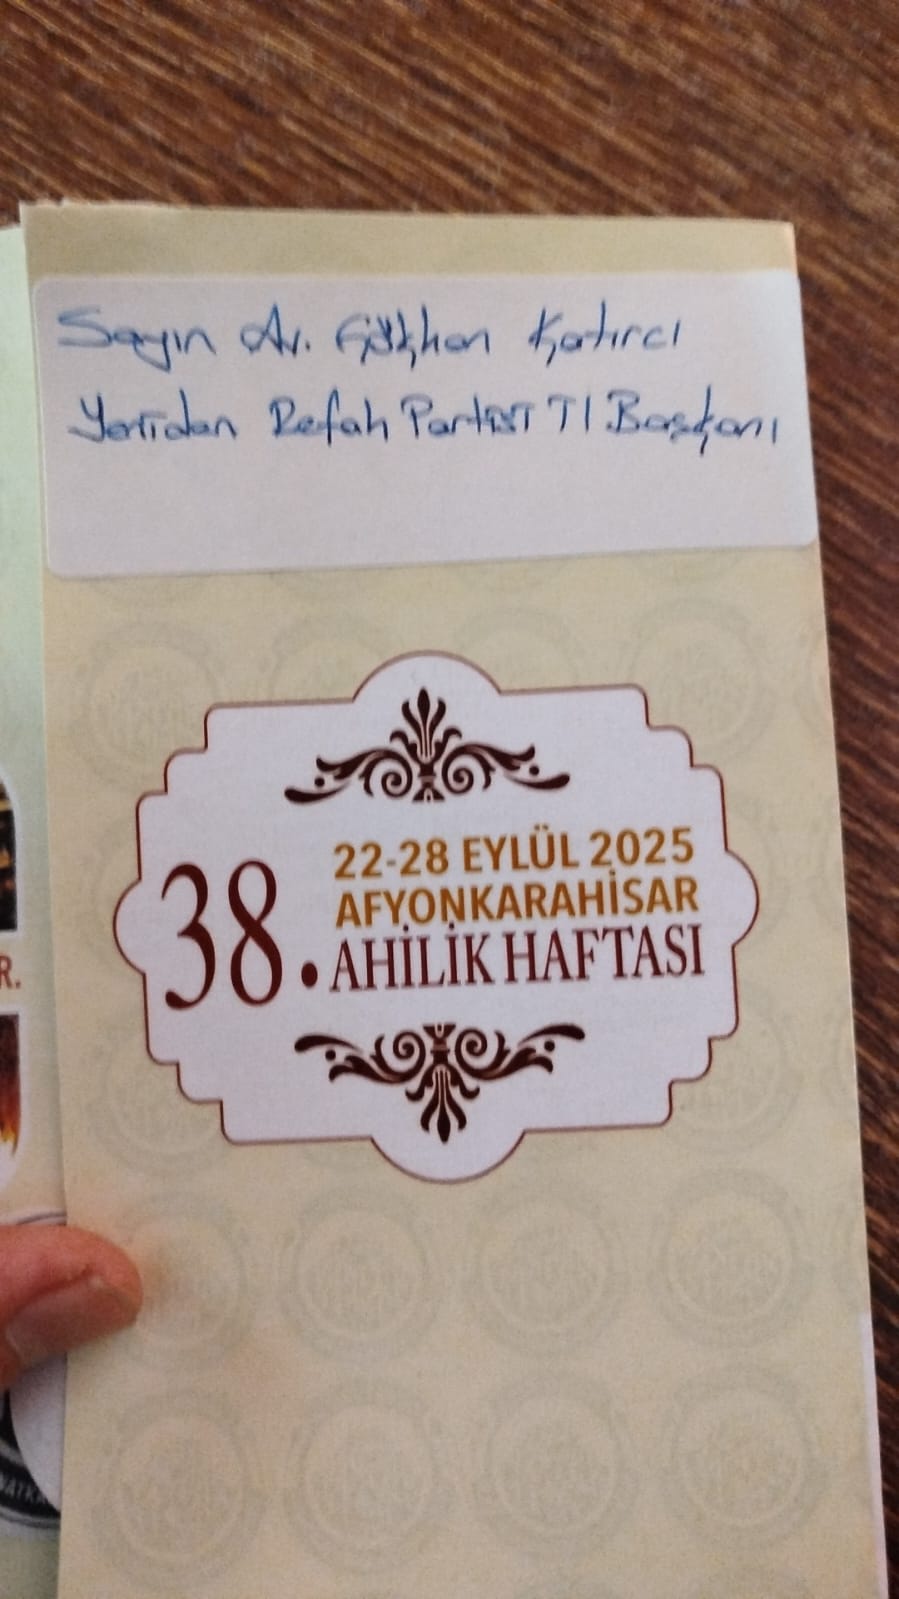 Sayın Av. Gökhan Katırcı
Yeniden Refah Partisi İl Başkanı
38.
22-28 EYLÜL 2025
AFYONKARAHİSAR
AHİLİK HAFTASI
R.